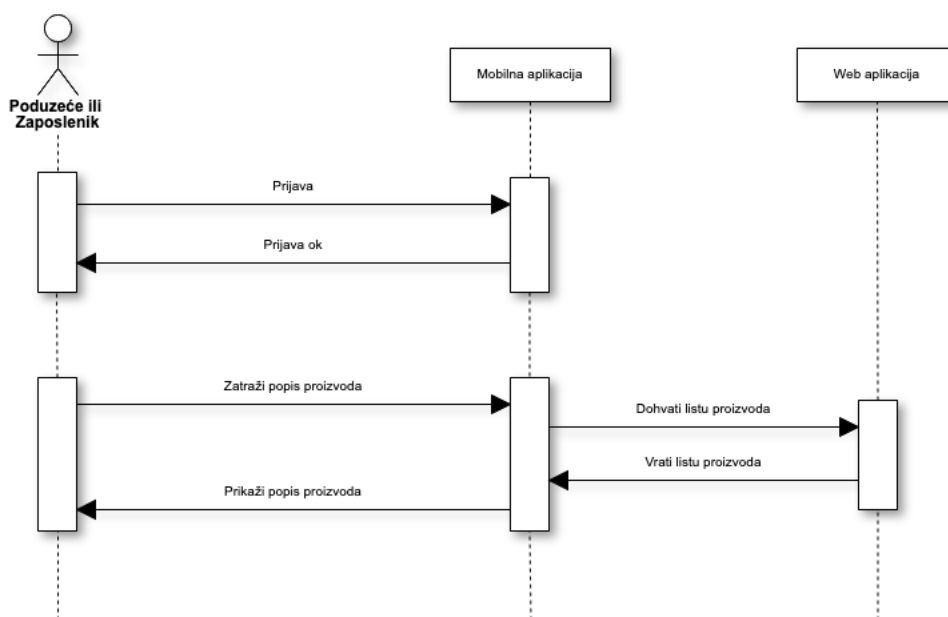 Poduzeće ili
Zaposlenik
Mobilna aplikacija
Web aplikacija
Prijava
Prijava ok
Zatraži popis proizvoda
Dohvati listu proizvoda
Vrati listu proizvoda
Prikaži popis proizvoda